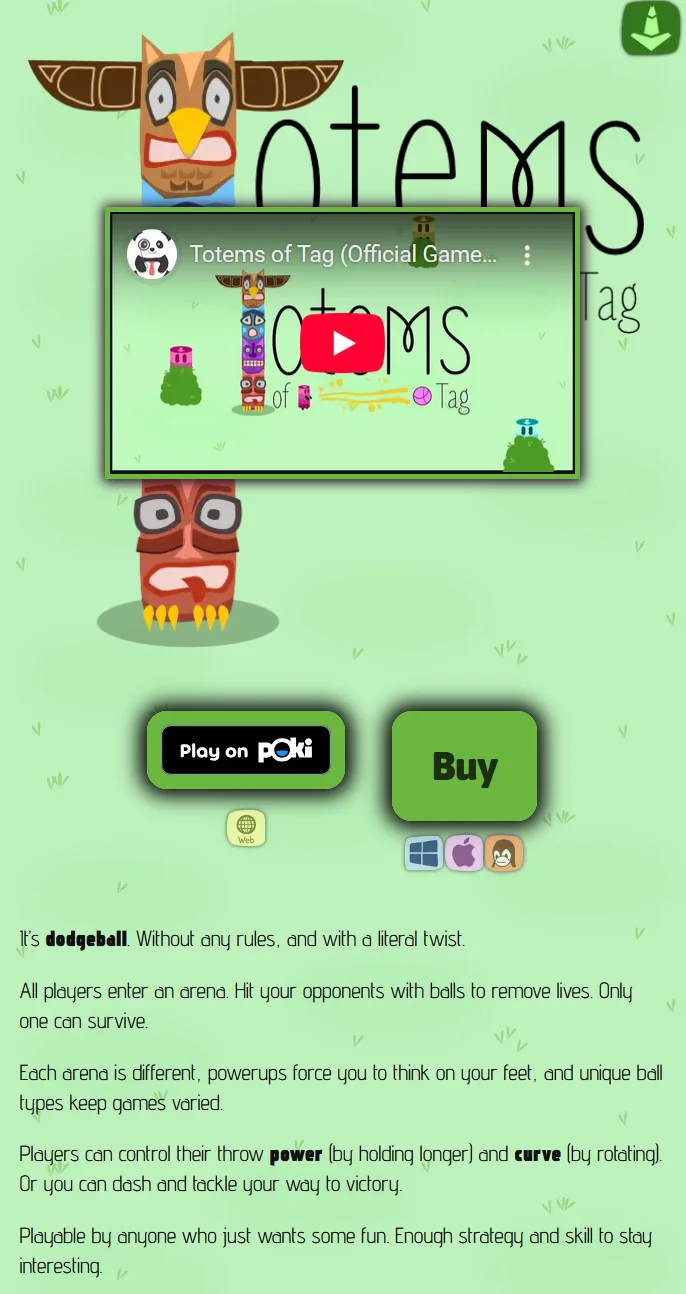 otems
Tag
Totems of Tag (Official Game...
Totems
of Tag
Play on poki
Buy
Web
It's dodgeball. Without any rules, and with a literal twist.
All players enter an arena. Hit your opponents with balls to remove lives. Only
one can survive.
Each arena is different, powerups force you to think on your feet, and unique ball
types keep games varied.
Players can control their throw power (by holding longer) and curve (by rotating).
Or you can dash and tackle your way to victory.
Playable by anyone who just wants some fun. Enough strategy and skill to stay
interesting.